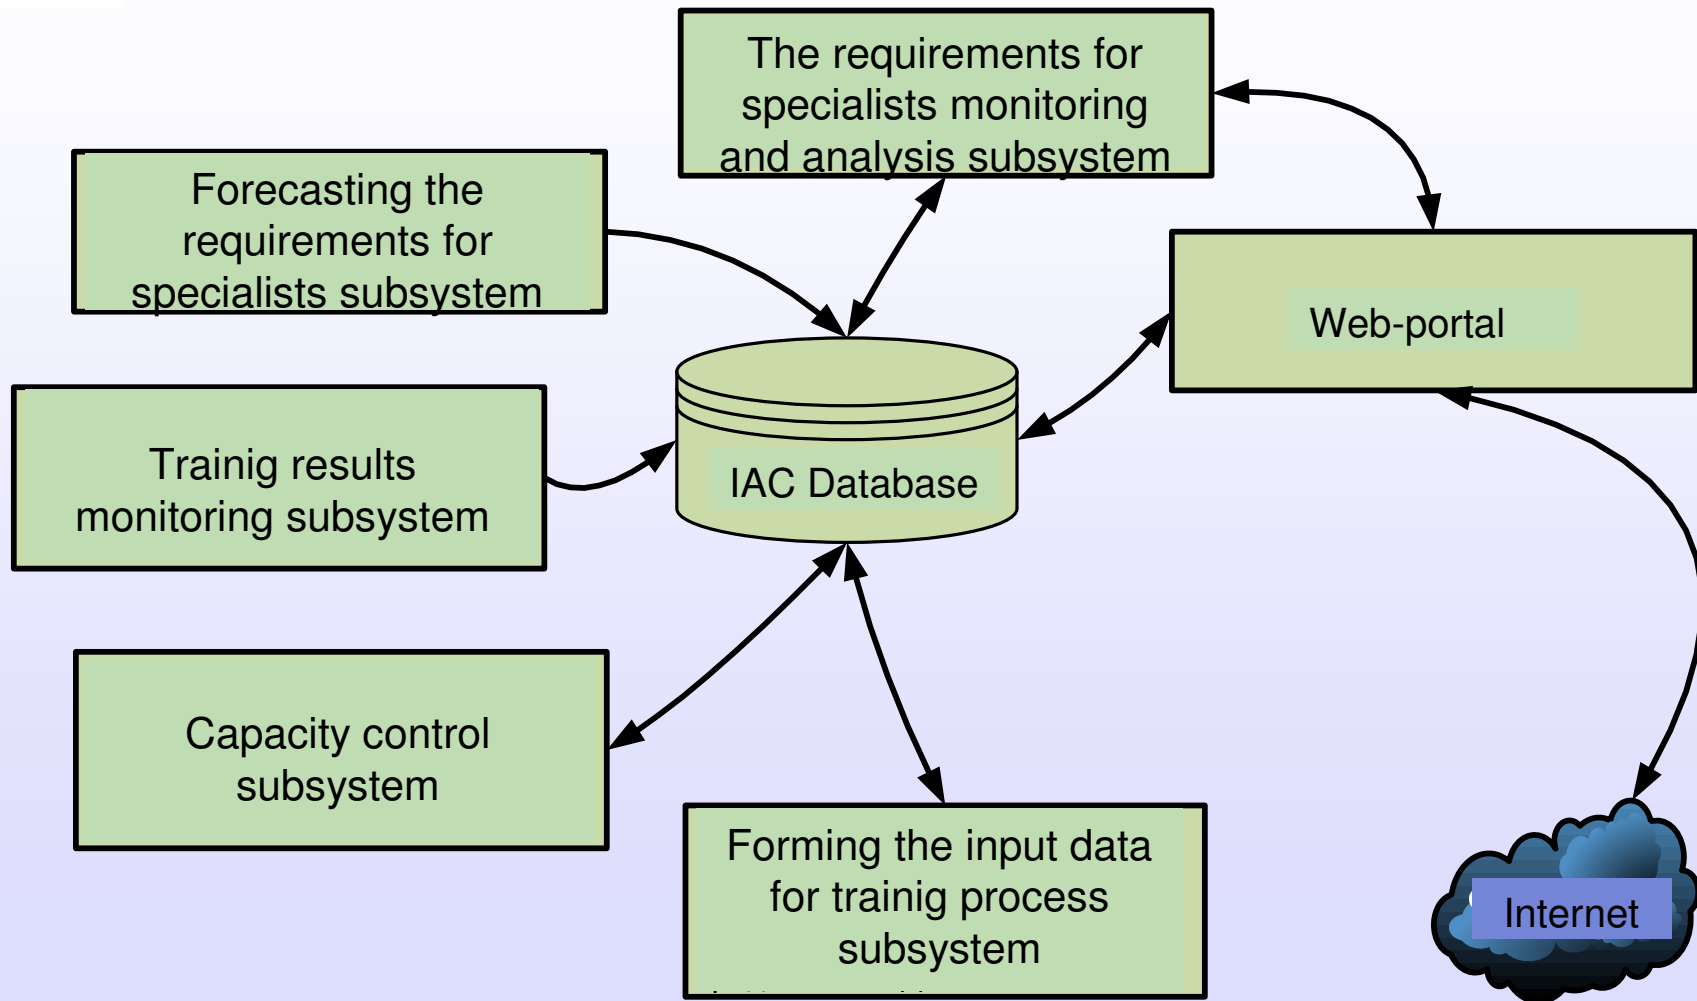 The requirements for
specialists monitoring
and analysis subsystem
Forecasting the
requirements for
specialists subsystem
Web-portal
Trainig results
monitoring subsystem
IAC Database
Capacity control
subsystem
Forming the input data
for trainig process
subsystem
Internet